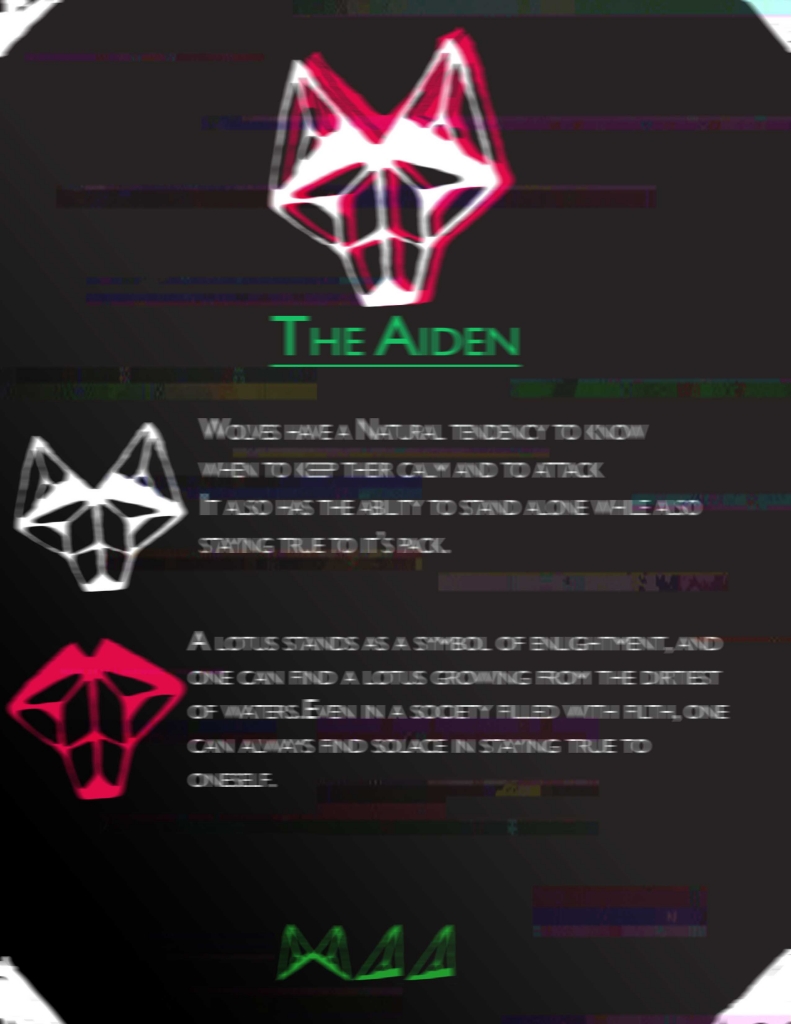 The Aiden
Wolves have a Natural tendency to know
when to keep their calm and to attack
It also has the ability to stand alone while also
staying true to it's pack.
A lotus stands as a symbol of enlightment, and
one can find a lotus growing from the dirtiest
of waters.Even in a society filled with filth, one
can always find solace in staying true to
oneself.